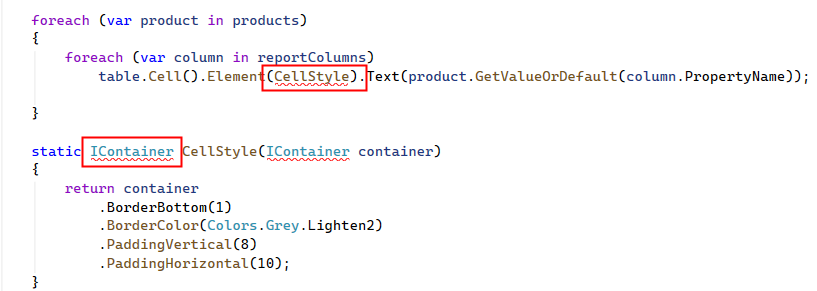 foreach (var product in products)
{
    foreach (var column in reportColumns)
        table.Cell().Element(CellStyle).Text(product.GetValueOrDefault(column.PropertyName));
}
static IContainer CellStyle(IContainer container)
{
    return container
        .BorderBottom(1)
        .BorderColor(Colors.Grey.Lighten2)
        .PaddingVertical(8)
        .PaddingHorizontal(10);
}